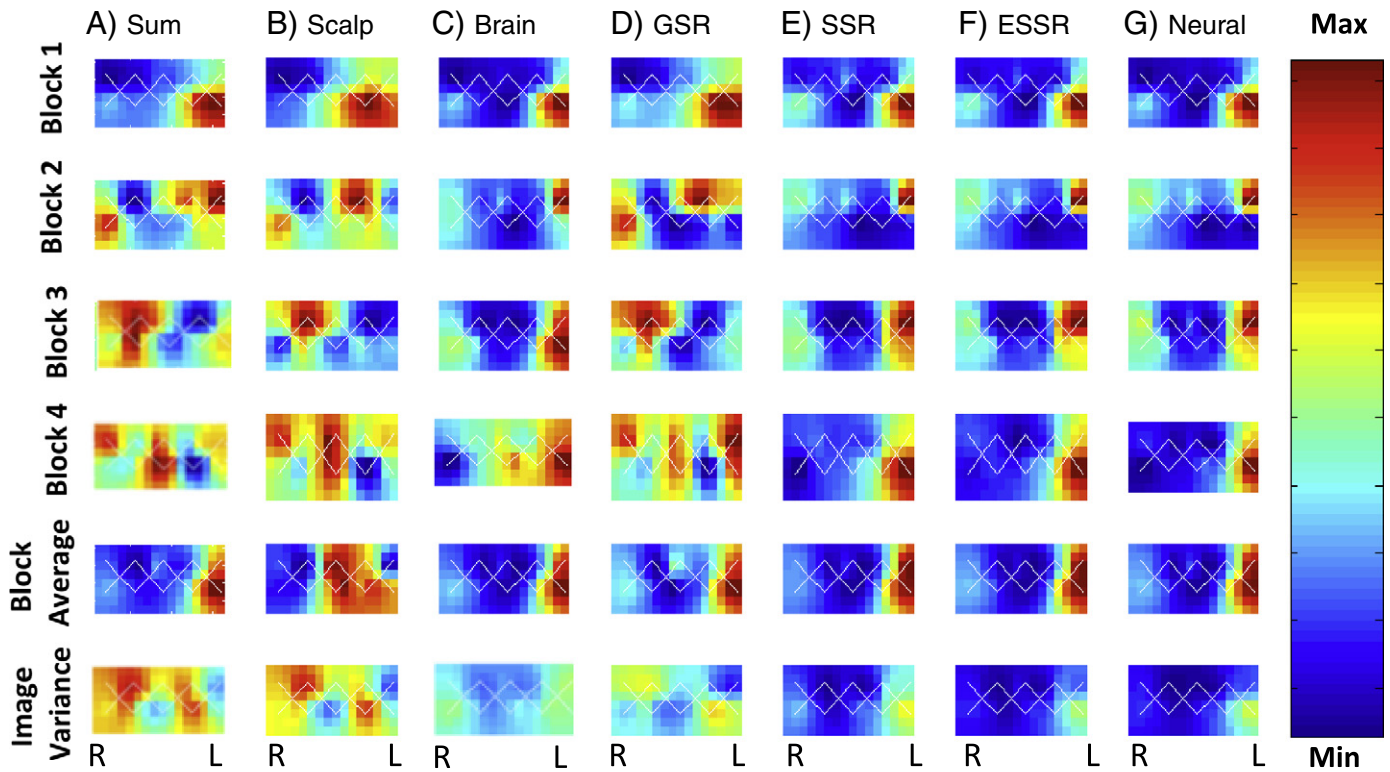 A) Sum B) Scalp C) Brain D) GSR E) SSR F) ESSR G) Neural Max
Block 1
Block 2
Block 3
Block 4
Block
Average
Image
Variance
R L R L R L R L R L R L R L Min